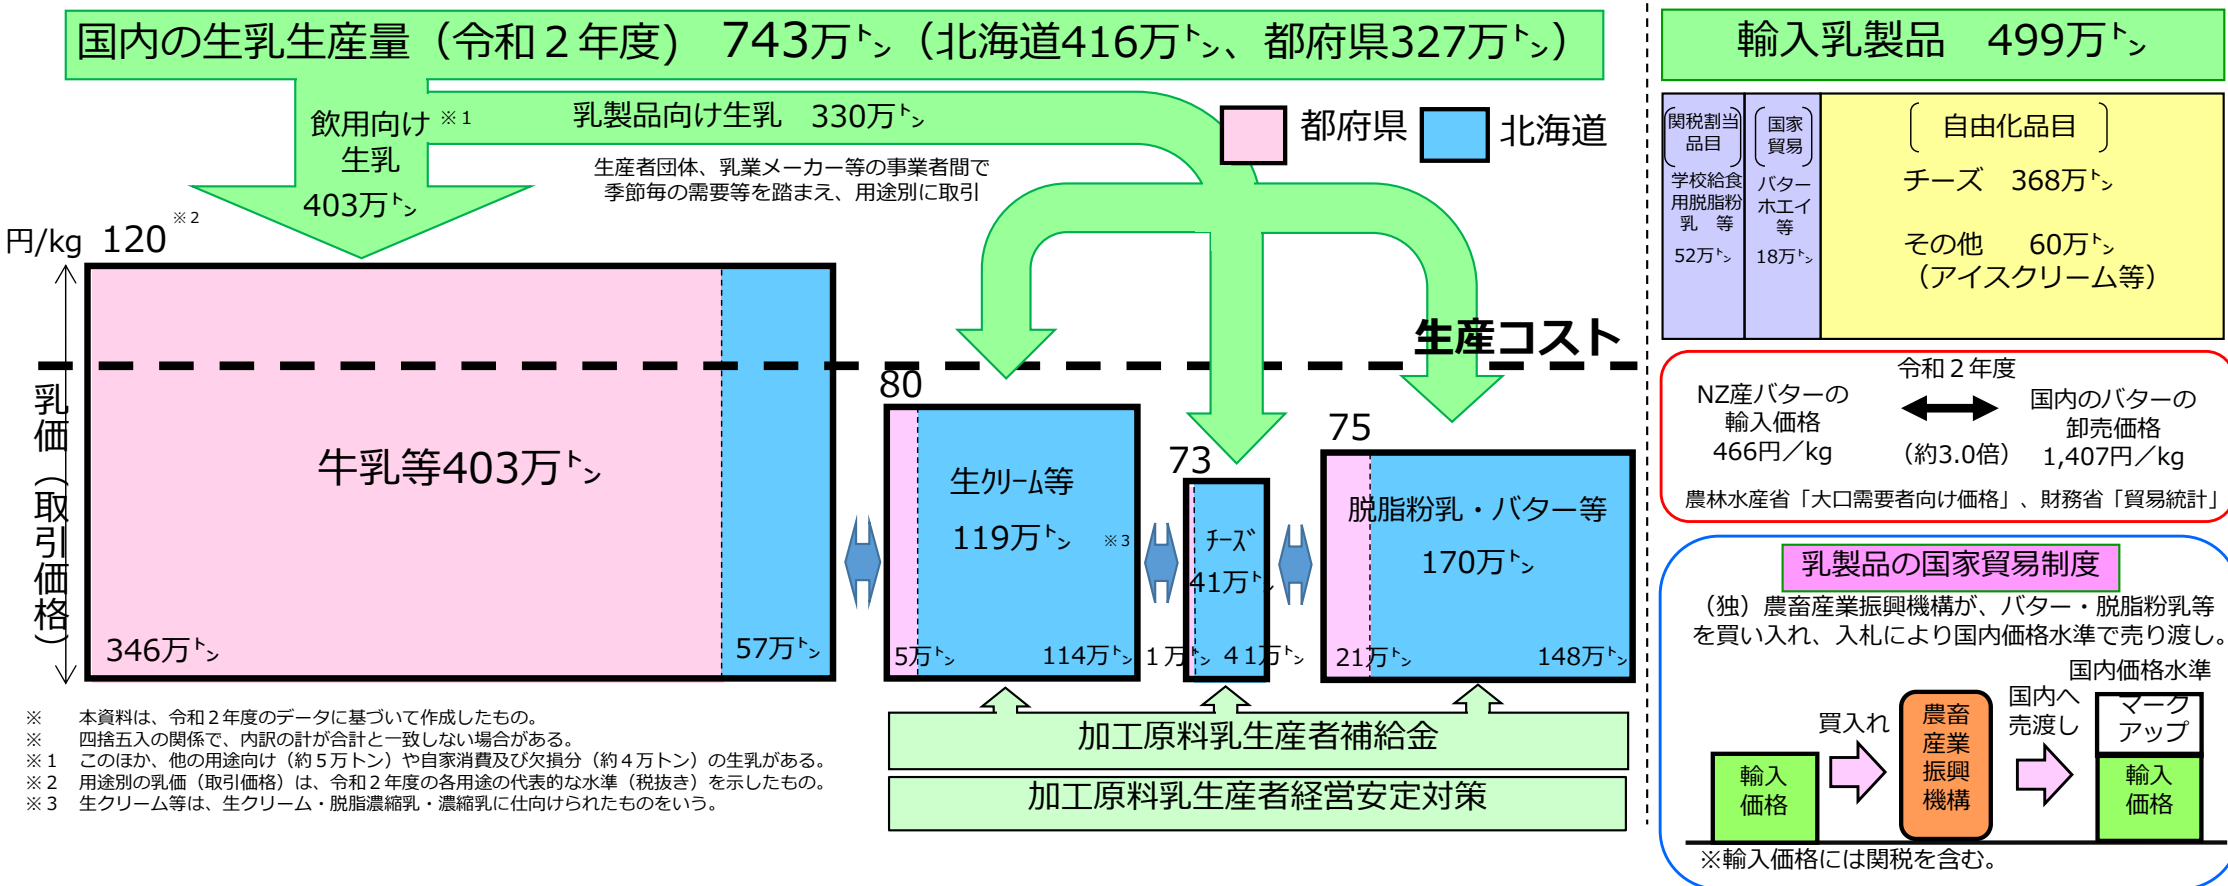 国内の生乳生産量（令和２年度)　743万㌧（北海道416万㌧、都府県327万㌧）
飲用向け※1
生乳
403万㌧
乳製品向け生乳　330万㌧
生産者団体、乳業メーカー等の事業者間で
季節毎の需要等を踏まえ、用途別に取引
都府県
北海道
円/kg
120
※2
乳価（取引価格）
生産コスト
牛乳等403万㌧
346万㌧
57万㌧
80
生ｸﾘｰﾑ等
119万㌧
※3
5万㌧
114万㌧
73
ﾁｰｽﾞ
41万㌧
１万㌧
４１万㌧
75
脱脂粉乳・バター等
170万㌧
21万㌧
148万㌧
加工原料乳生産者補給金
加工原料乳生産者経営安定対策
※　本資料は、令和２年度のデータに基づいて作成したもの。
※　四捨五入の関係で、内訳の計が合計と一致しない場合がある。
※１　このほか、他の用途向け（約５万トン）や自家消費及び欠損分（約４万トン）の生乳がある。
※２　用途別の乳価（取引価格）は、令和２年度の各用途の代表的な水準（税抜き）を示したもの。
※３　生クリーム等は、生クリーム・脱脂濃縮乳・濃縮乳に仕向けられたものをいう。
輸入乳製品　499万㌧
関税割当
品目
学校給食
用脱脂粉
乳　等
52万㌧
国家
貿易
バター
ホエイ
等
18万㌧
〔　自由化品目　〕
チーズ　368万㌧
その他　60万㌧
（アイスクリーム等）
令和２年度
NZ産バターの
輸入価格
466円／kg
（約3.0倍）
国内のバターの
卸売価格
1,407円／kg
農林水産省「大口需要者向け価格」、財務省「貿易統計」
乳製品の国家貿易制度
（独）農畜産業振興機構が、バター・脱脂粉乳等
を買い入れ、入札により国内価格水準で売り渡し。
国内価格水準
輸入
価格
買入れ
農畜
産業
振興
機構
国内へ
売渡し
マーク
アップ
輸入
価格
※輸入価格には関税を含む。